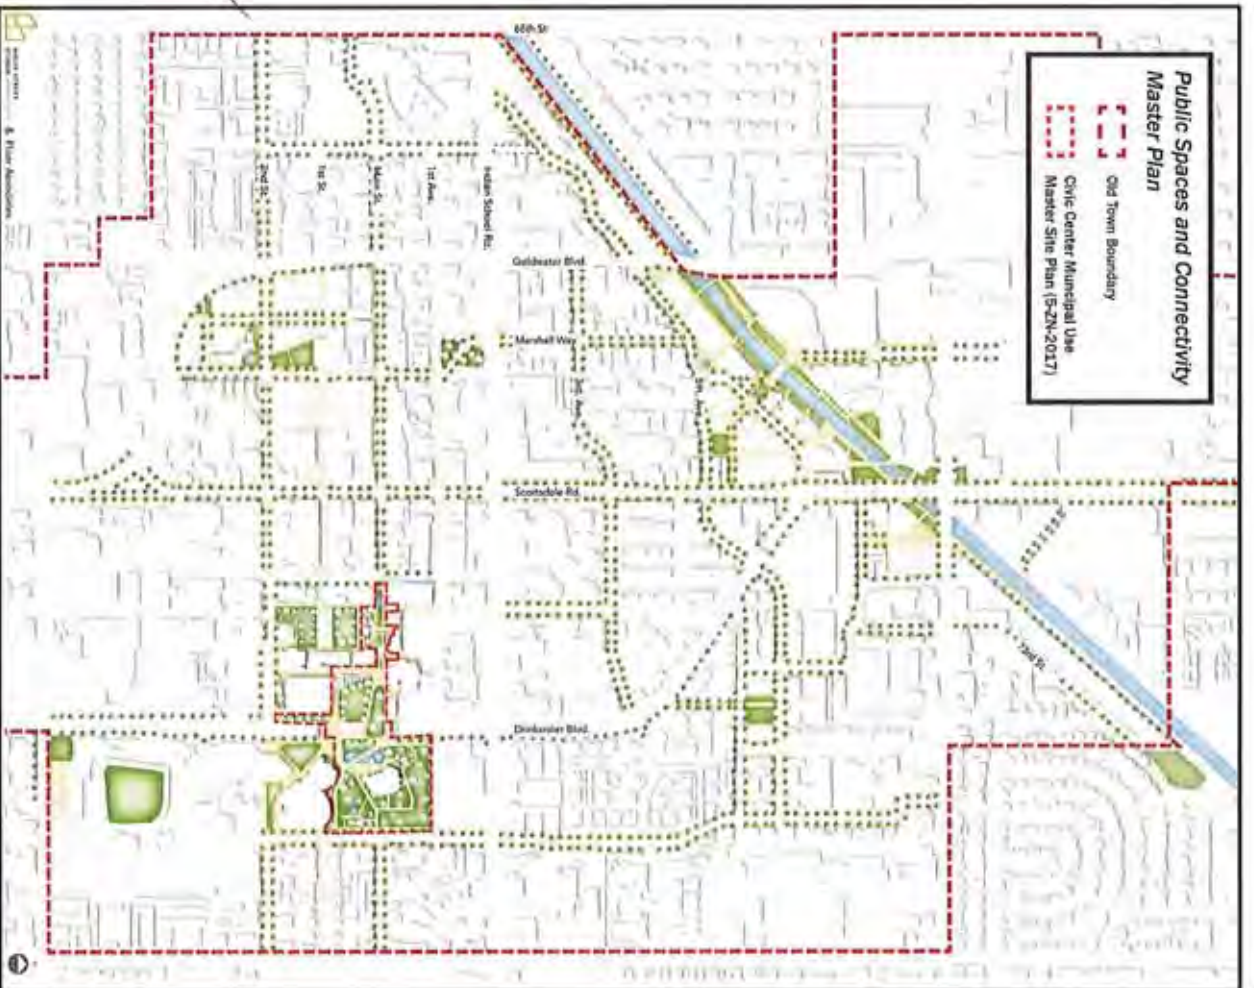 Public Spaces and Connectivity
Master Plan
Old Town Boundary
Civic Center Muncipal Use
Master Site Plan (5-ZN-2017)
68th St
2nd St.
1st St.
Main St.
1st Ave.
Indian School Rd.
Goldwater Blvd.
Marshall Way
3rd. Ave.
5th. Ave.
Scottsdale Rd.
73rd St.
Drinkwater Blvd.